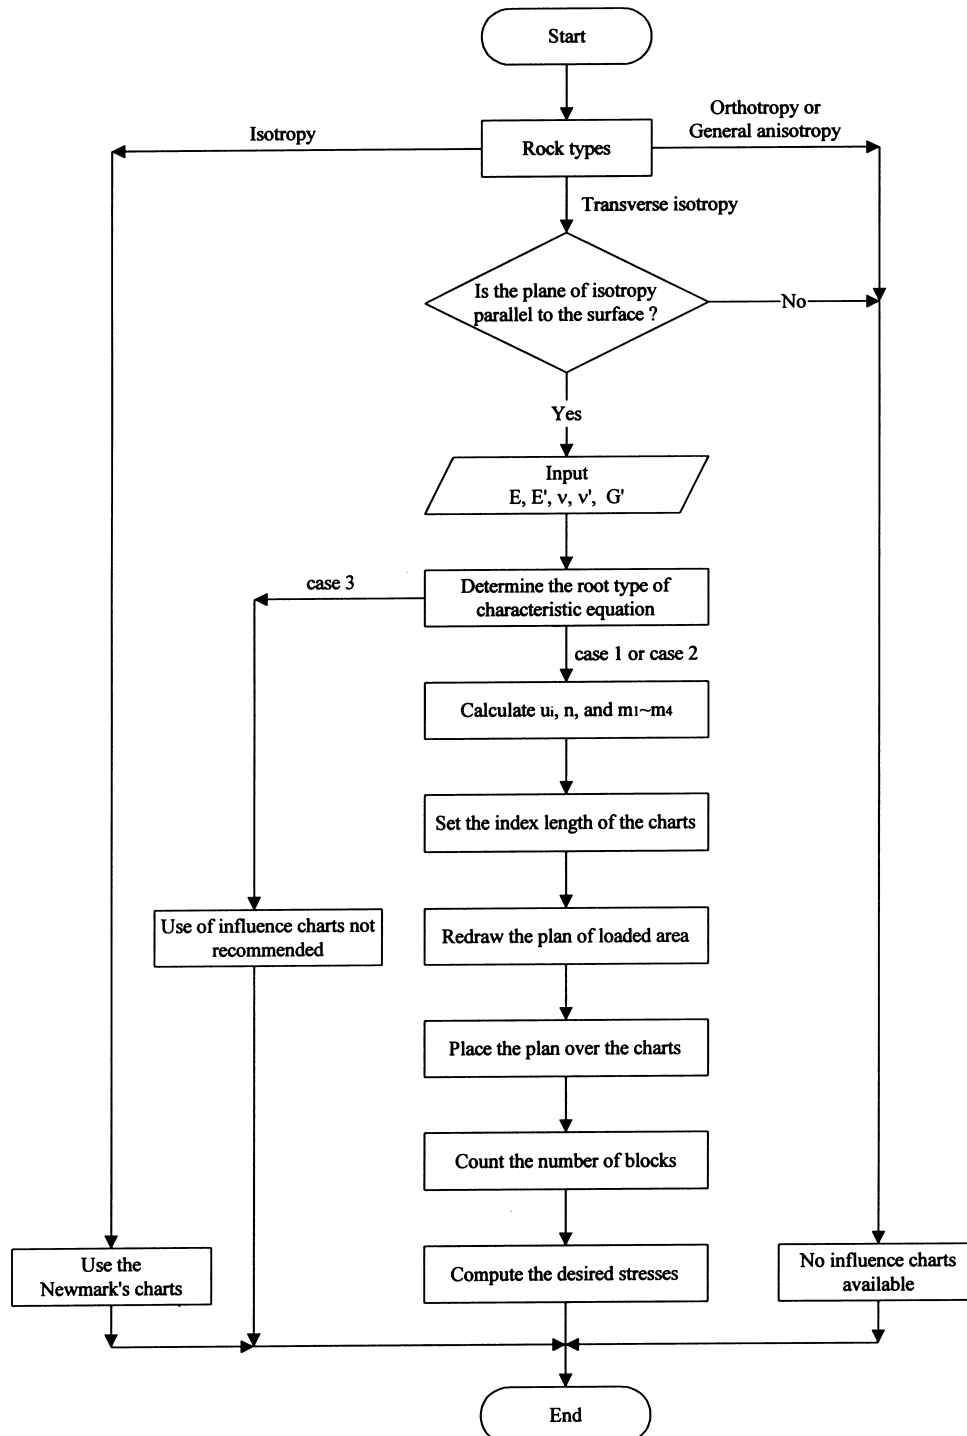 Start
Orthotropy or
General anisotropy
Isotropy
Rock types
Transverse isotropy
Is the plane of isotropy
parallel to the surface ?
No
Yes
Input
E, E', ν, ν', G'
case 3
Determine the root type of
characteristic equation
case 1 or case 2
Calculate ui, n, and m1~m4
Set the index length of the charts
Use of influence charts not
recommended
Redraw the plan of loaded area
Place the plan over the charts
Count the number of blocks
Use the
Newmark's charts
Compute the desired stresses
No influence charts
available
End